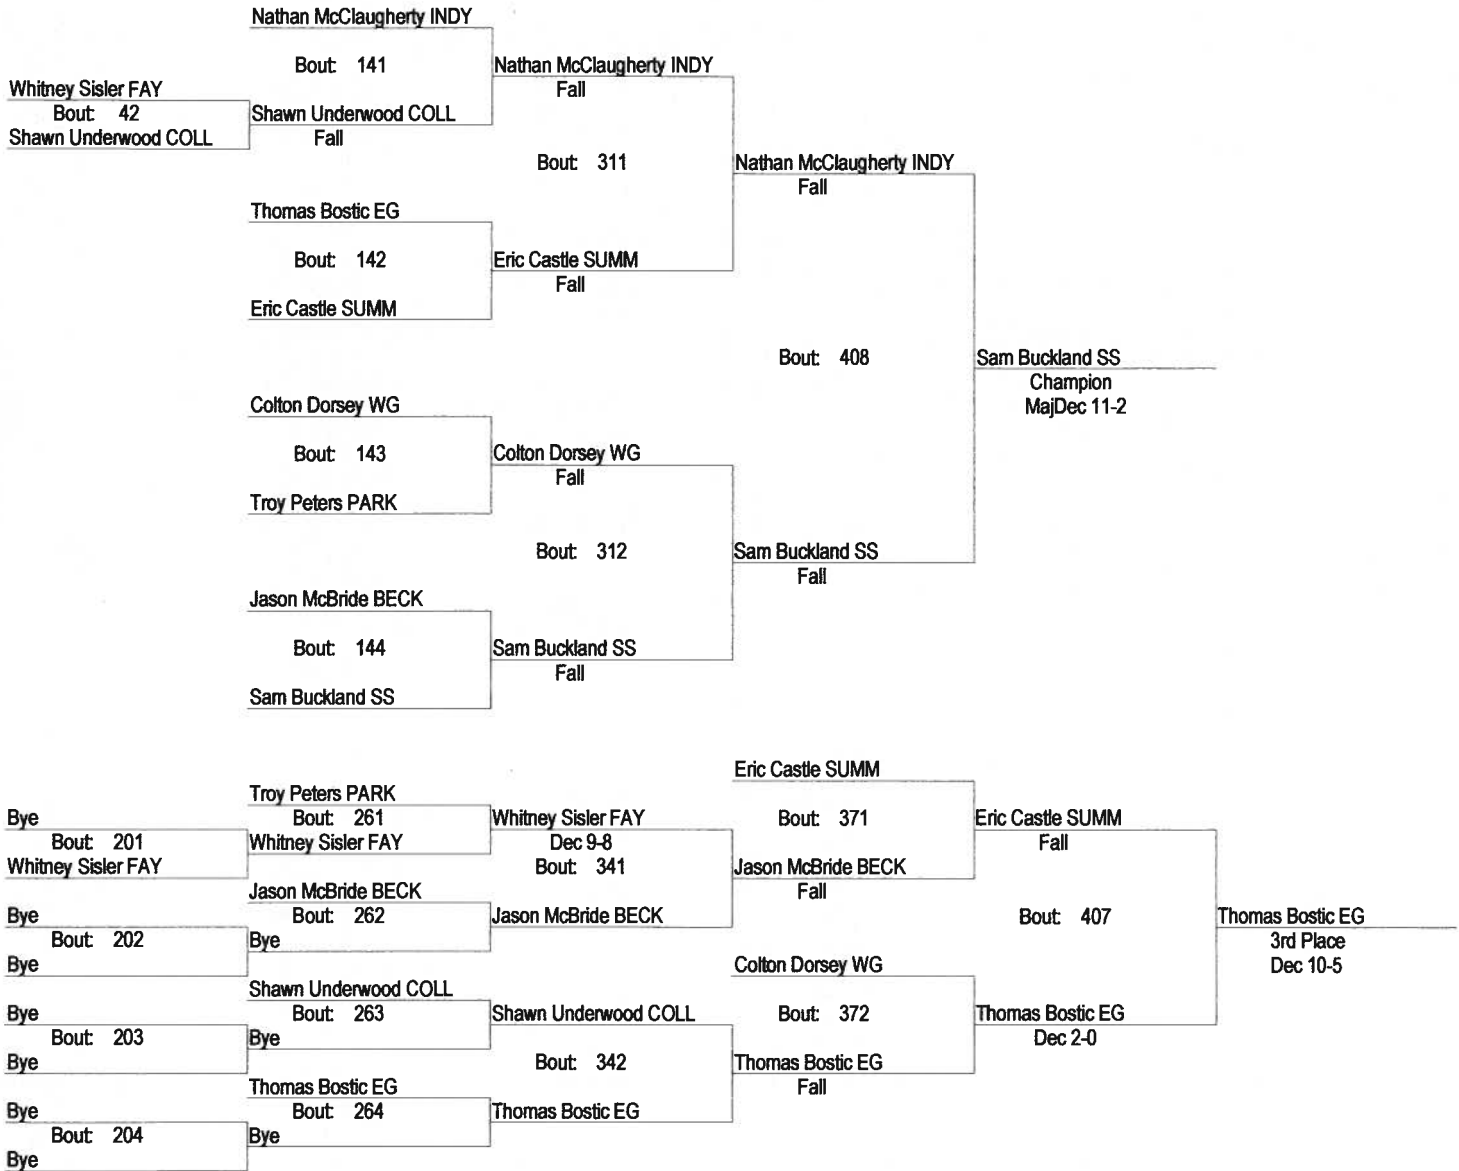 Nathan McClaugherty INDY
Bout: 141
Nathan McClaugherty INDY
Fall
Whitney Sisler FAY
Bout: 42
Shawn Underwood COLL
Shawn Underwood COLL
Fall
Bout: 311
Nathan McClaugherty INDY
Fall
Thomas Bostic EG
Bout: 142
Eric Castle SUMM
Fall
Eric Castle SUMM
Bout: 408
Sam Buckland SS
Champion
MajDec 11-2
Colton Dorsey WG
Bout: 143
Colton Dorsey WG
Fall
Troy Peters PARK
Bout: 312
Sam Buckland SS
Fall
Jason McBride BECK
Bout: 144
Sam Buckland SS
Fall
Sam Buckland SS
Eric Castle SUMM
Troy Peters PARK
Bye
Bout: 261
Whitney Sisler FAY
Bout: 371
Eric Castle SUMM
Bout: 201
Whitney Sisler FAY
Dec 9-8
Fall
Whitney Sisler FAY
Bout: 341
Jason McBride BECK
Jason McBride BECK
Fall
Bye
Bout: 262
Jason McBride BECK
Bout: 407
Thomas Bostic EG
Bout: 202
Bye
3rd Place
Bye
Colton Dorsey WG
Dec 10-5
Shawn Underwood COLL
Bye
Bout: 263
Shawn Underwood COLL
Bout: 372
Thomas Bostic EG
Bout: 203
Bye
Dec 2-0
Bye
Bout: 342
Thomas Bostic EG
Thomas Bostic EG
Fall
Bye
Bout: 264
Thomas Bostic EG
Bout: 204
Bye
Bye